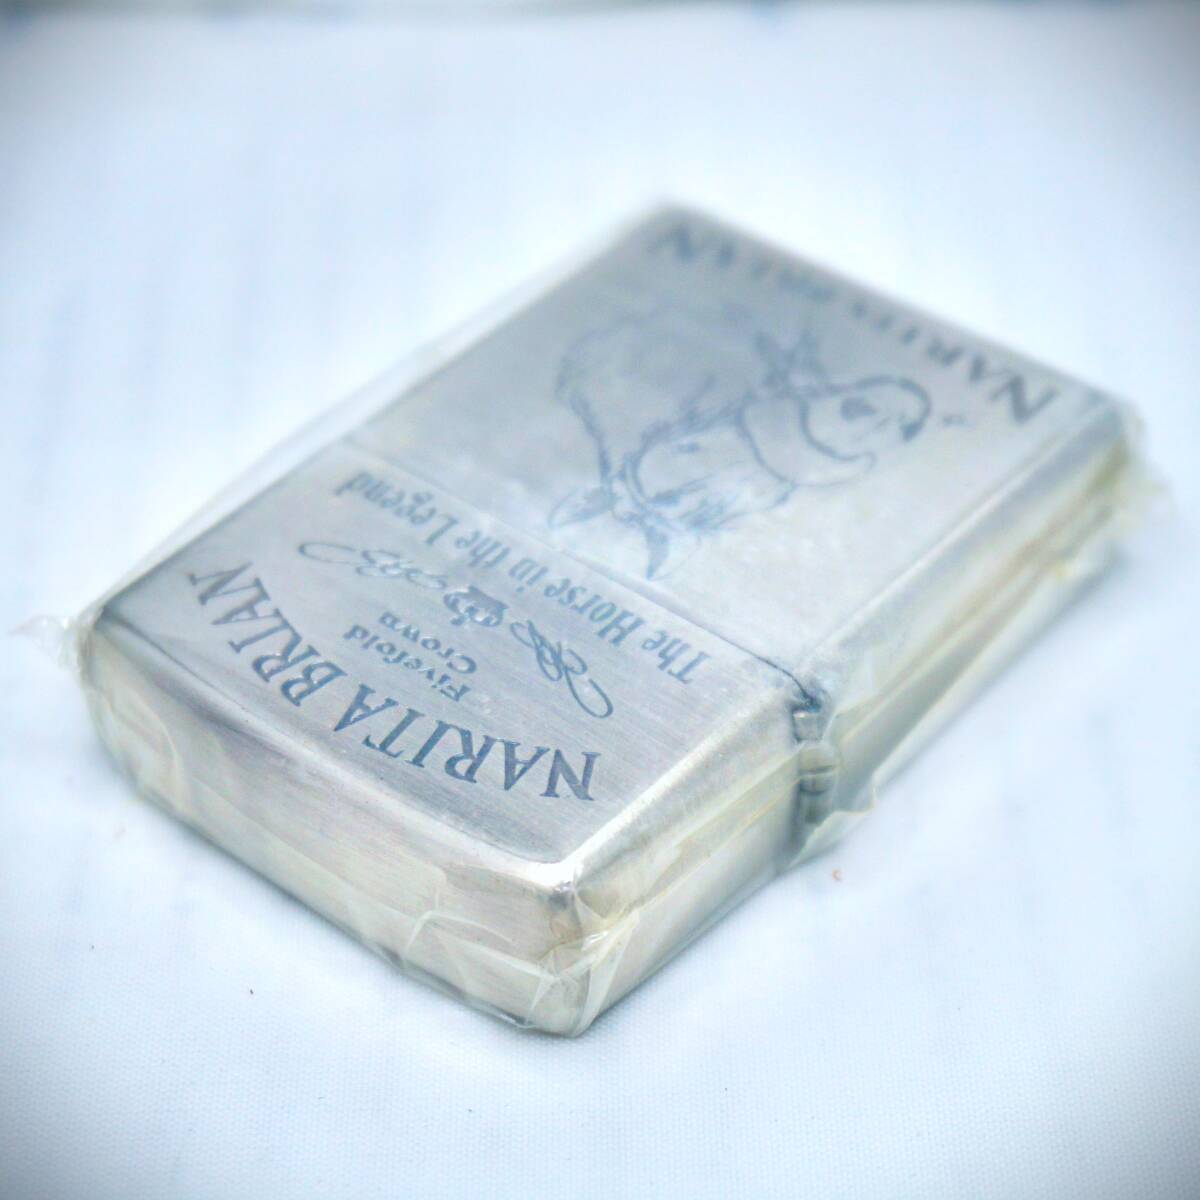 NARITA BRIAN
Fivefold
Crown
The Horse in the Legend
NARITA BRIAN